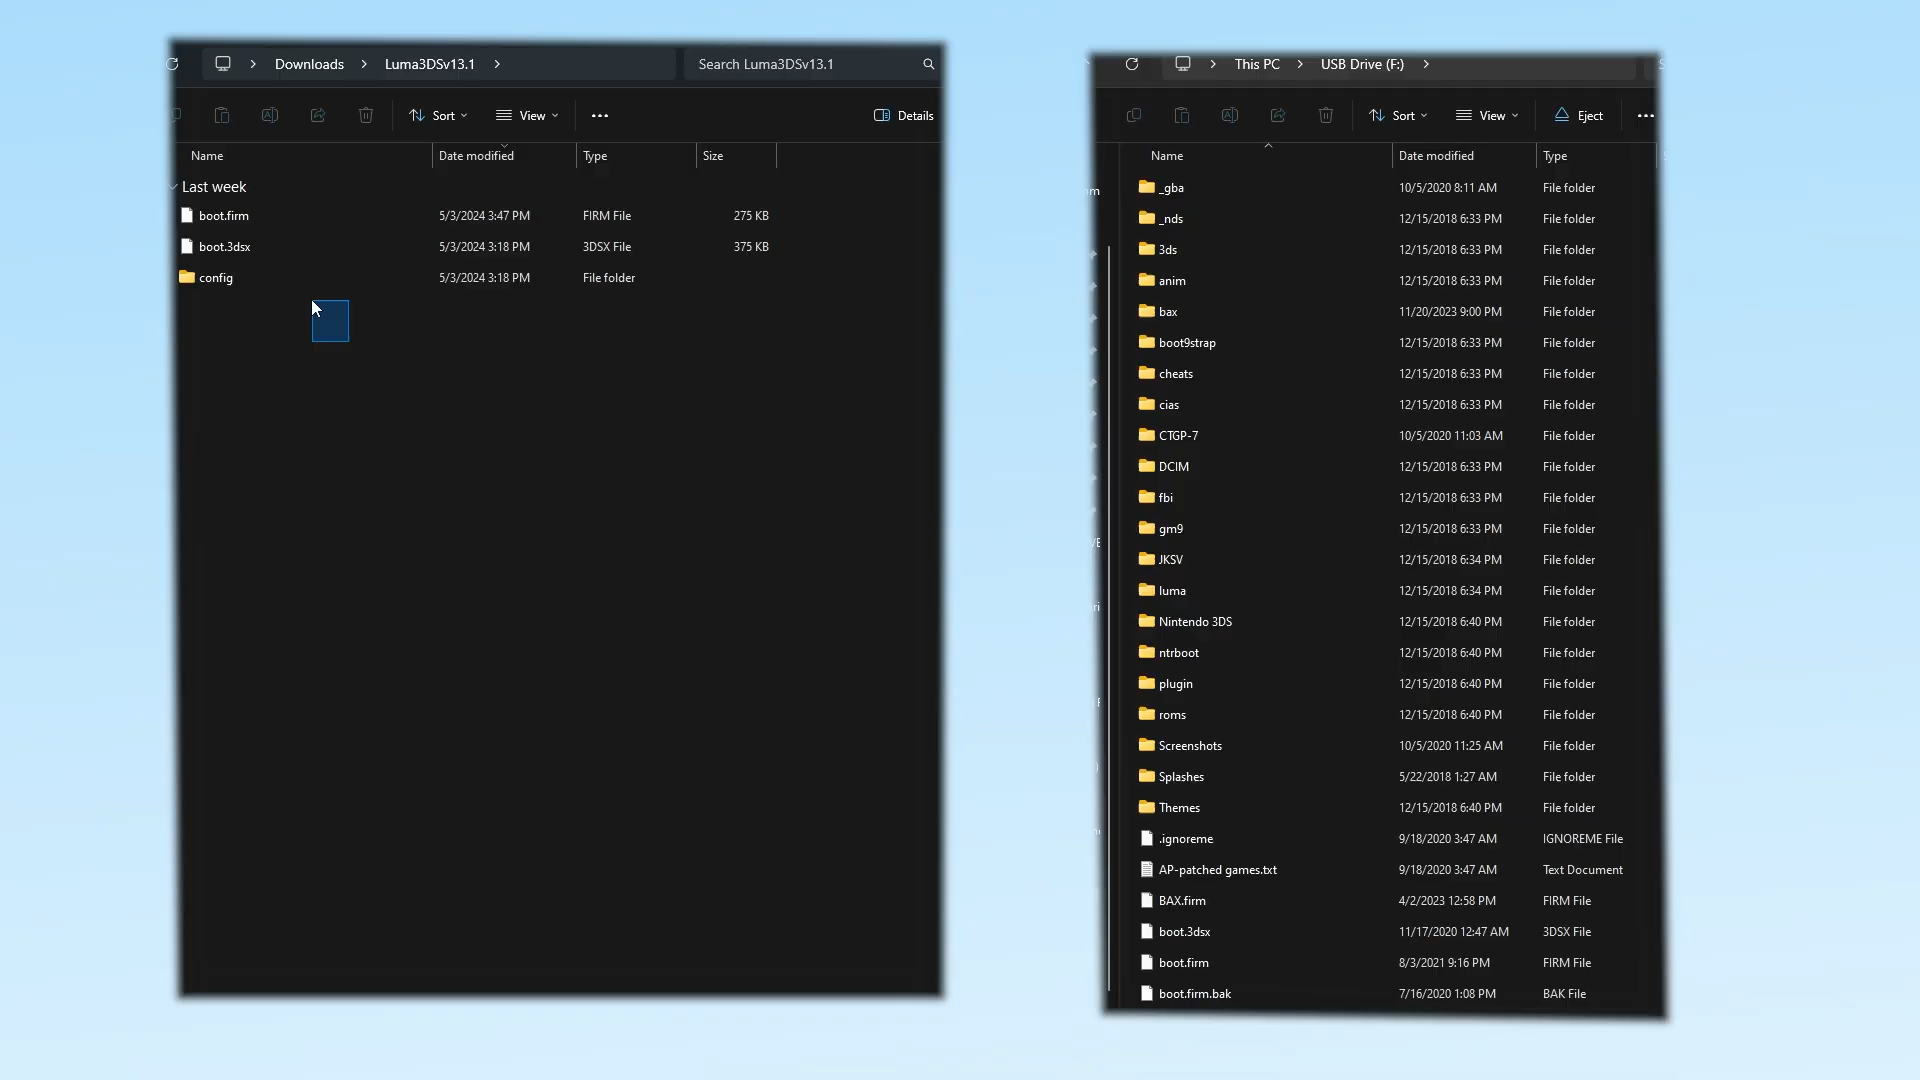 Downloads
Luma3DSv13.1
Search Luma3DSv13.1
Sort
View
Details
Name Date modified Type Size
Last week
boot.firm 5/3/2024 3:47 PM FIRM File 275 KB
boot.3dsx 5/3/2024 3:18 PM 3DSX File 375 KB
config 5/3/2024 3:18 PM File folder
This PC
USB Drive (F:)
Sort
View
Eject
Name Date modified Type
_gba 10/5/2020 8:11 AM File folder
_nds 12/15/2018 6:33 PM File folder
3ds 12/15/2018 6:33 PM File folder
anim 12/15/2018 6:33 PM File folder
bax 11/20/2023 9:00 PM File folder
boot9strap 12/15/2018 6:33 PM File folder
cheats 12/15/2018 6:33 PM File folder
cias 12/15/2018 6:33 PM File folder
CTGP-7 10/5/2020 11:03 AM File folder
DCIM 12/15/2018 6:33 PM File folder
fbi 12/15/2018 6:33 PM File folder
gm9 12/15/2018 6:33 PM File folder
JKSV 12/15/2018 6:34 PM File folder
luma 12/15/2018 6:34 PM File folder
Nintendo 3DS 12/15/2018 6:40 PM File folder
ntrboot 12/15/2018 6:40 PM File folder
plugin 12/15/2018 6:40 PM File folder
roms 12/15/2018 6:40 PM File folder
Screenshots 10/5/2020 11:25 AM File folder
Splashes 5/22/2018 1:27 AM File folder
Themes 12/15/2018 6:40 PM File folder
.ignoreme 9/18/2020 3:47 AM IGNOREME File
AP-patched games.txt 9/18/2020 3:47 AM Text Document
BAX.firm 4/2/2023 12:58 PM FIRM File
boot.3dsx 11/17/2020 12:47 AM 3DSX File
boot.firm 8/3/2021 9:16 PM FIRM File
boot.firm.bak 7/16/2020 1:08 PM BAK File